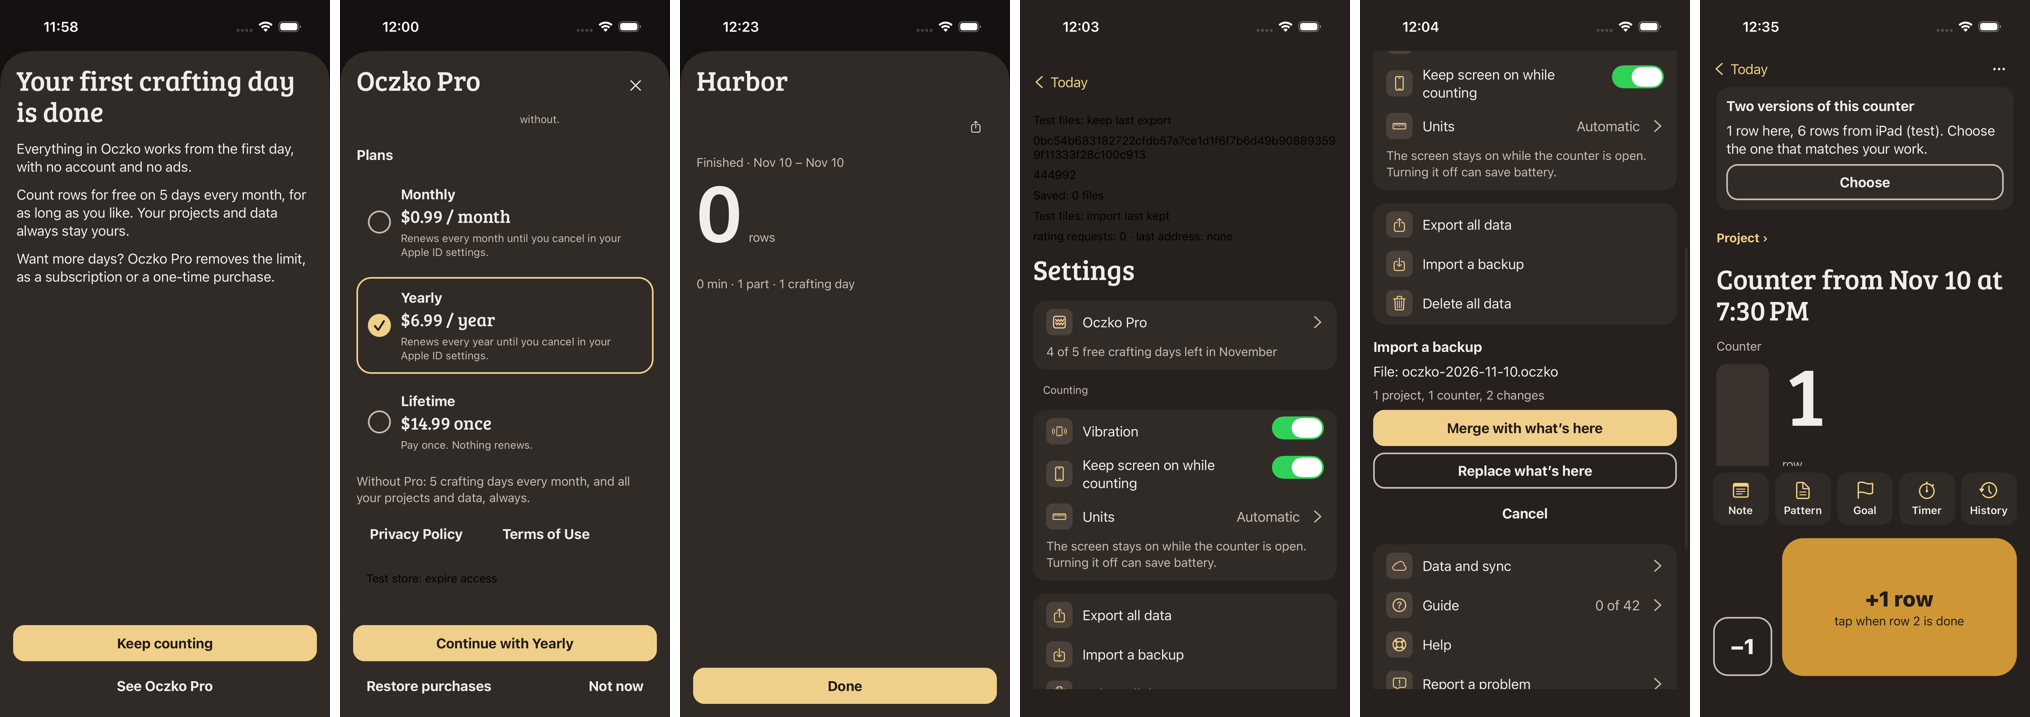 11:58
Your first crafting day
is done
Everything in Oczko works from the first day,
with no account and no ads.
Count rows for free on 5 days every month, for
as long as you like. Your projects and data
always stay yours.
Want more days? Oczko Pro removes the limit,
as a subscription or a one-time purchase.
Keep counting
See Oczko Pro
12:00
Oczko Pro
without.
Plans
Monthly
$0.99 / month
Renews every month until you cancel in your
Apple ID settings.
Yearly
$6.99 / year
Renews every year until you cancel in your
Apple ID settings.
Lifetime
$14.99 once
Pay once. Nothing renews.
Without Pro: 5 crafting days every month, and all
your projects and data, always.
Privacy Policy
Terms of Use
Test store: expire access
Continue with Yearly
Restore purchases
Not now
12:23
Harbor
Finished · Nov 10 – Nov 10
0 rows
0 min · 1 part · 1 crafting day
Done
12:03
Today
Test files: keep last export
0bc54b683182722cfdb57a7ce1d1f6f7b6d49b90889359
9f11333f28c100c913
444992
Saved: 0 files
Test files: import last kept
rating requests: 0 · last address: none
Settings
Oczko Pro
4 of 5 free crafting days left in November
Counting
Vibration
Keep screen on while
counting
Units
Automatic
The screen stays on while the counter is open.
Turning it off can save battery.
Export all data
Import a backup
12:04
Keep screen on while
counting
Units
Automatic
The screen stays on while the counter is open.
Turning it off can save battery.
Export all data
Import a backup
Delete all data
Import a backup
File: oczko-2026-11-10.oczko
1 project, 1 counter, 2 changes
Merge with what’s here
Replace what’s here
Cancel
Data and sync
Guide
0 of 42
Help
Report a problem
12:35
Today
Two versions of this counter
1 row here, 6 rows from iPad (test). Choose
the one that matches your work.
Choose
Project ›
Counter from Nov 10 at
7:30 PM
Counter
1
row
Note
Pattern
Goal
Timer
History
+1 row
tap when row 2 is done
−1